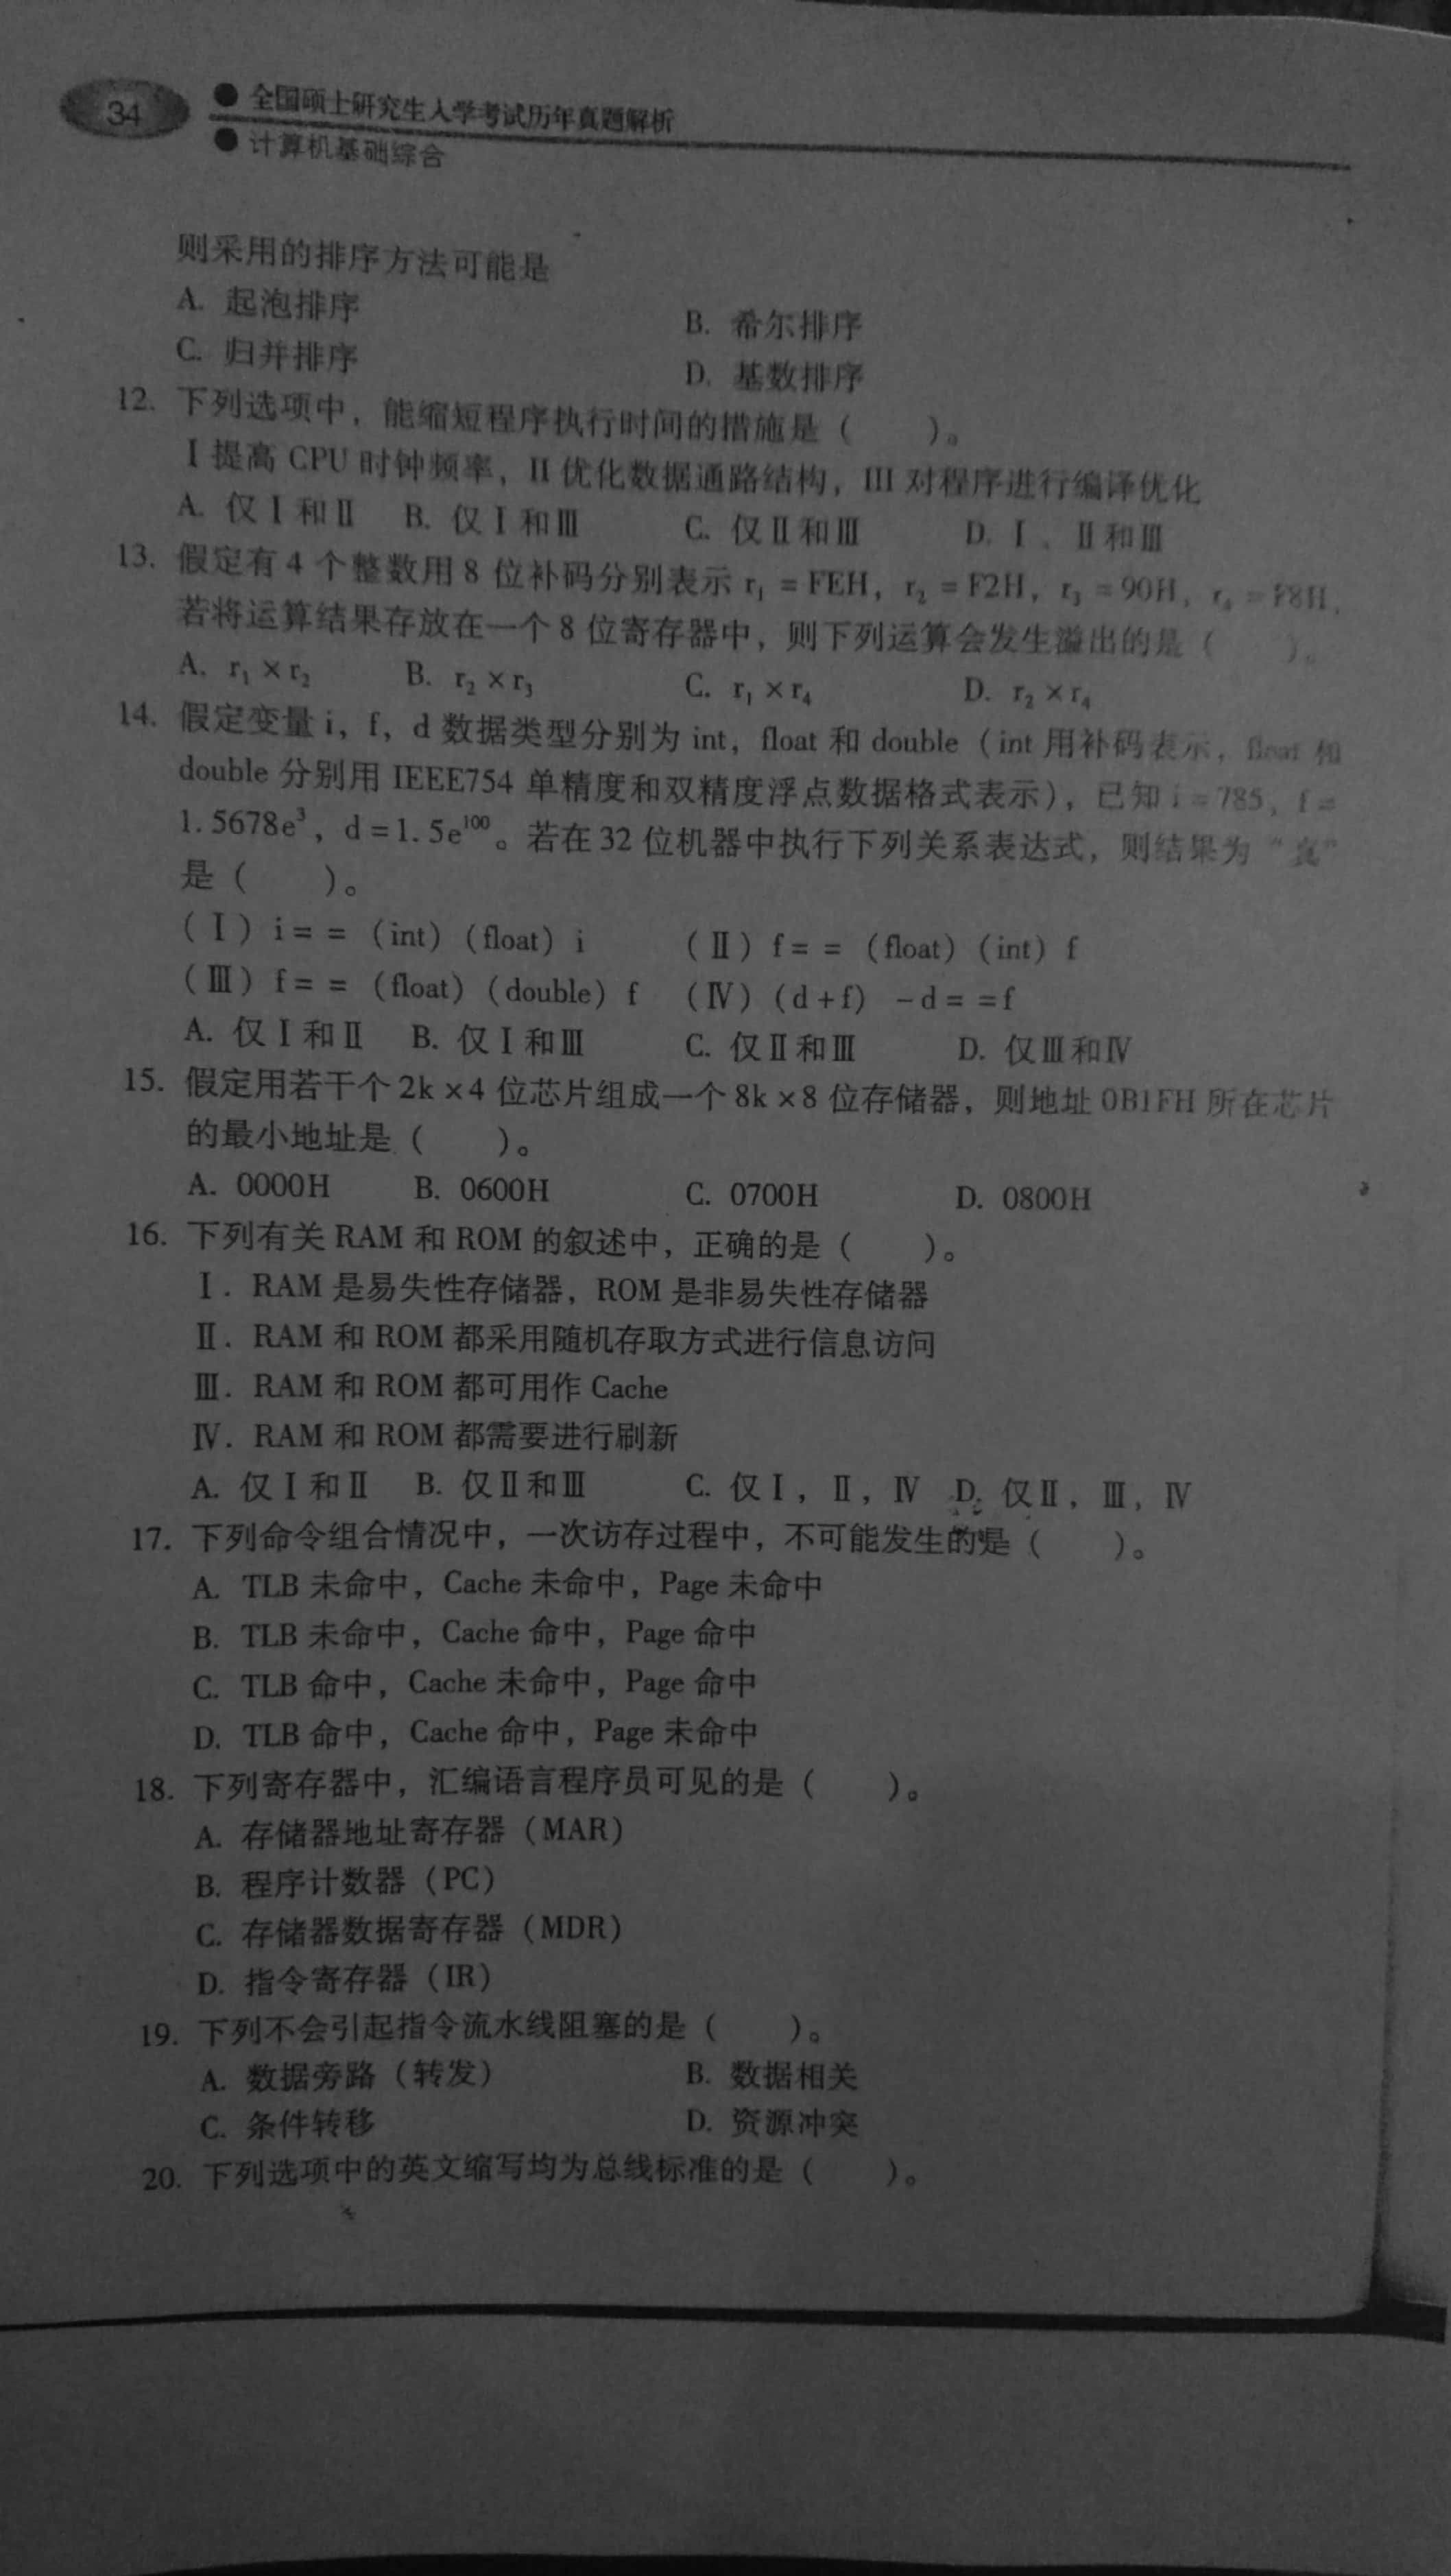 34
全国硕士研究生入学考试历年真题解析
计算机基础综合
则采用的排序方法可能是
A. 起泡排序 B. 希尔排序
C. 归并排序 D. 基数排序
12. 下列选项中，能缩短程序执行时间的措施是（ ）。
Ⅰ 提高 CPU 时钟频率，Ⅱ 优化数据通路结构，Ⅲ 对程序进行编译优化
A. 仅Ⅰ和Ⅱ B. 仅Ⅰ和Ⅲ C. 仅Ⅱ和Ⅲ D. Ⅰ、Ⅱ和Ⅲ
13. 假定有 4 个整数用 8 位补码分别表示 r₁ = FEH，r₂ = F2H，r₃ = 90H，r₄ = F8H，
若将运算结果存放在一个 8 位寄存器中，则下列运算会发生溢出的是（ ）。
A. r₁ × r₂ B. r₂ × r₃ C. r₁ × r₄ D. r₂ × r₄
14. 假定变量 i，f，d 数据类型分别为 int，float 和 double（int 用补码表示，float 和
double 分别用 IEEE754 单精度和双精度浮点数据格式表示），已知 i = 785，f =
1. 5678e³，d = 1. 5e¹⁰⁰。若在 32 位机器中执行下列关系表达式，则结果为“真”
是（ ）。
（Ⅰ）i = = （int）（float）i （Ⅱ）f = = （float）（int）f
（Ⅲ）f = = （float）（double）f （Ⅳ）（d + f） - d = = f
A. 仅Ⅰ和Ⅱ B. 仅Ⅰ和Ⅲ C. 仅Ⅱ和Ⅲ D. 仅Ⅲ和Ⅳ
15. 假定用若干个 2k × 4 位芯片组成一个 8k × 8 位存储器，则地址 0B1FH 所在芯片
的最小地址是（ ）。
A. 0000H B. 0600H C. 0700H D. 0800H
16. 下列有关 RAM 和 ROM 的叙述中，正确的是（ ）。
Ⅰ. RAM 是易失性存储器，ROM 是非易失性存储器
Ⅱ. RAM 和 ROM 都采用随机存取方式进行信息访问
Ⅲ. RAM 和 ROM 都可用作 Cache
Ⅳ. RAM 和 ROM 都需要进行刷新
A. 仅Ⅰ和Ⅱ B. 仅Ⅱ和Ⅲ C. 仅Ⅰ，Ⅱ，Ⅳ D. 仅Ⅱ，Ⅲ，Ⅳ
17. 下列命令组合情况中，一次访存过程中，不可能发生的是（ ）。
A. TLB 未命中，Cache 未命中，Page 未命中
B. TLB 未命中，Cache 命中，Page 命中
C. TLB 命中，Cache 未命中，Page 命中
D. TLB 命中，Cache 命中，Page 未命中
18. 下列寄存器中，汇编语言程序员可见的是（ ）。
A. 存储器地址寄存器（MAR）
B. 程序计数器（PC）
C. 存储器数据寄存器（MDR）
D. 指令寄存器（IR）
19. 下列不会引起指令流水线阻塞的是（ ）。
A. 数据旁路（转发） B. 数据相关
C. 条件转移 D. 资源冲突
20. 下列选项中的英文缩写均为总线标准的是（ ）。